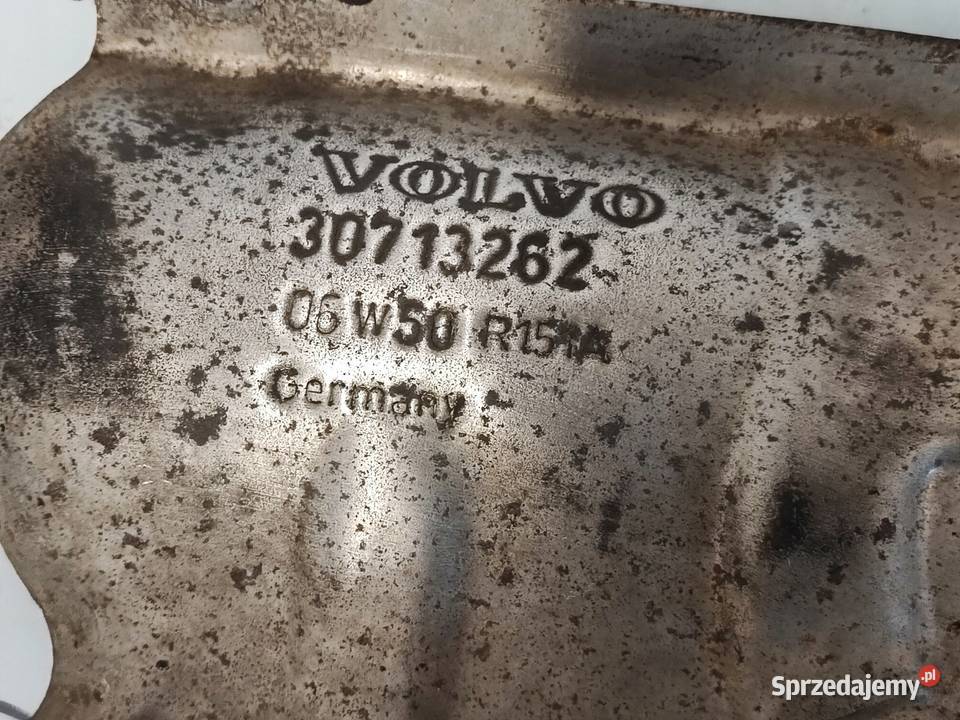 VOLVO
30713262
06 W50 R151A
Germany
Sprzedajemy.pl